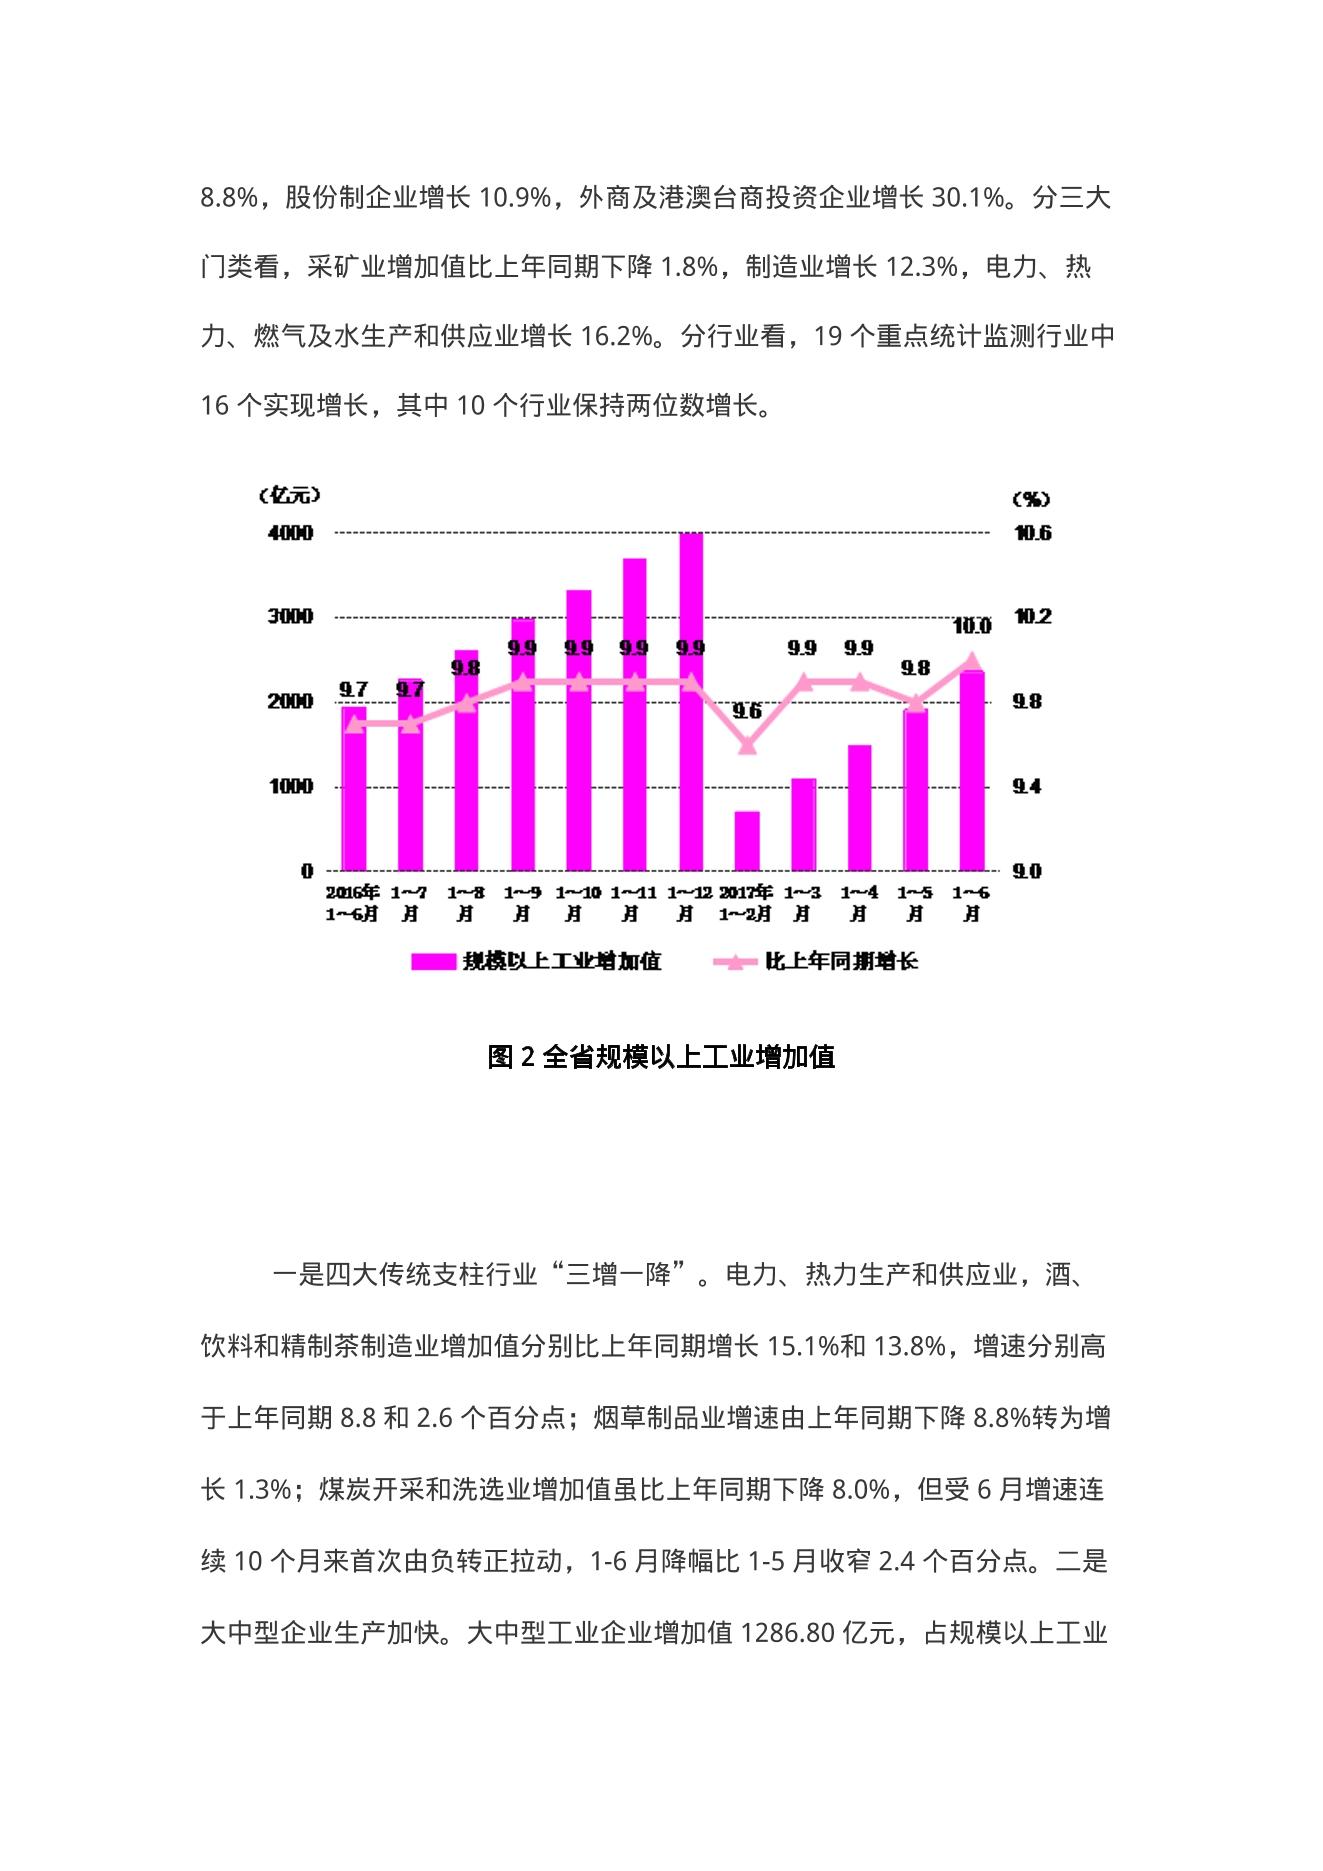 8.8%，股份制企业增长 10.9%，外商及港澳台商投资企业增长 30.1%。分三大
门类看，采矿业增加值比上年同期下降 1.8%，制造业增长 12.3%，电力、热
力、燃气及水生产和供应业增长 16.2%。分行业看，19 个重点统计监测行业中
16 个实现增长，其中 10 个行业保持两位数增长。
（亿元） （%）
4000 10.6
3000 10.2
10.0
9.9 9.9 9.9 9.9 9.9 9.9
9.8 9.8
9.7 9.7
2000 9.8
9.6
1000 9.4
0 9.0
2016年 1～7 1～8 1～9 1～10 1～11 1～12 2017年 1～3 1～4 1～5 1～6
1～6月 月 月 月 月 月 月 1～2月 月 月 月 月
规模以上工业增加值 比上年同期增长
图 2 全省规模以上工业增加值
一是四大传统支柱行业“三增一降”。电力、热力生产和供应业，酒、
饮料和精制茶制造业增加值分别比上年同期增长 15.1%和 13.8%，增速分别高
于上年同期 8.8 和 2.6 个百分点；烟草制品业增速由上年同期下降 8.8%转为增
长 1.3%；煤炭开采和洗选业增加值虽比上年同期下降 8.0%，但受 6 月增速连
续 10 个月来首次由负转正拉动，1-6 月降幅比 1-5 月收窄 2.4 个百分点。二是
大中型企业生产加快。大中型工业企业增加值 1286.80 亿元，占规模以上工业